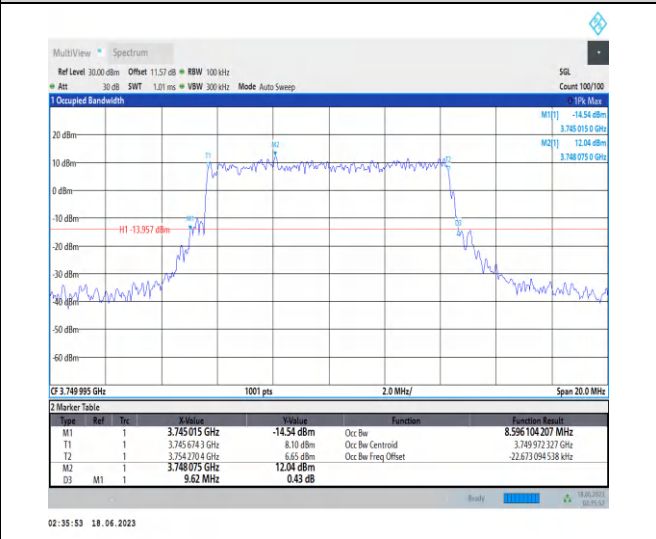 MultiView Spectrum
Ref Level 30.00 dBm Offset 11.57 dB RBW 100 kHz SGL
Att 30 dB SWT 1.01 ms VBW 300 kHz Mode Auto Sweep Count 100/100
1 Occupied Bandwidth 1Pk Max
M1[1] -14.54 dBm
3.745 015 0 GHz
M2[1] 12.04 dBm
3.748 075 0 GHz
20 dBm
M2
T1
T2
10 dBm
0 dBm
-10 dBm
M1
D3
H1 -13.957 dBm
-20 dBm
-30 dBm
-40 dBm
-50 dBm
-60 dBm
CF 3.749 995 GHz 1001 pts 2.0 MHz/ Span 20.0 MHz
2 Marker Table
Type Ref Trc X-Value Y-Value Function Function Result
M1 1 3.745 015 GHz -14.54 dBm Occ Bw 8.596 104 207 MHz
T1 1 3.745 674 3 GHz 8.10 dBm Occ Bw Centroid 3.749 972 327 GHz
T2 1 3.754 270 4 GHz 6.65 dBm Occ Bw Freq Offset -22.673 094 538 kHz
M2 1 3.748 075 GHz 12.04 dBm
D3 M1 1 9.62 MHz 0.43 dB
Ready 18.06.2023
02:35:53
02:35:53 18.06.2023